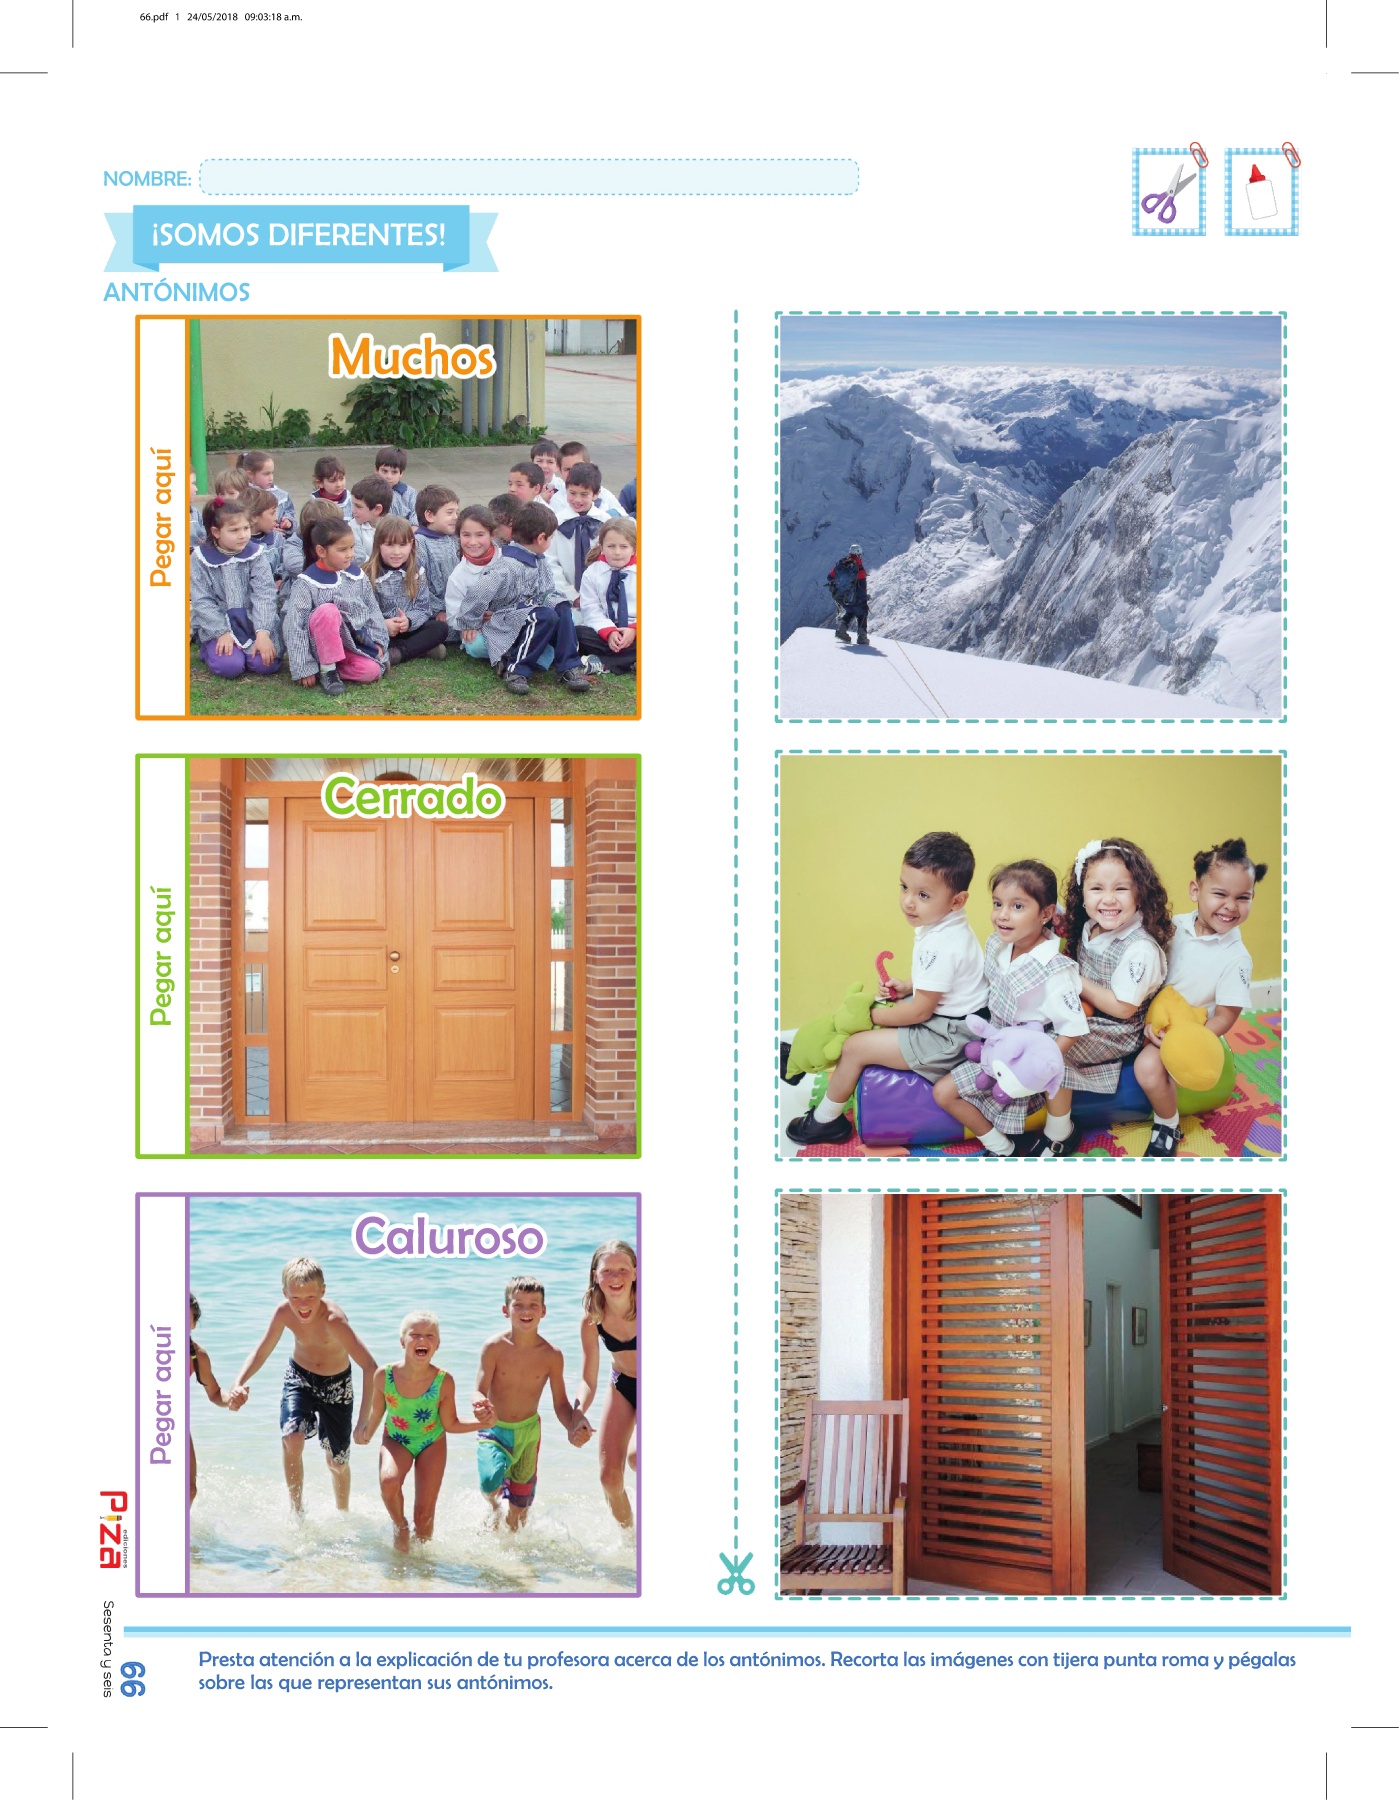 66.pdf 1 24/05/2018 09:03:18 a.m.
NOMBRE:
¡SOMOS DIFERENTES!
ANTÓNIMOS
Muchos
Pegar aquí
Cerrado
Pegar aquí
Caluroso
Pegar aquí
Piza
ediciones
Sesenta y seis
66
Presta atención a la explicación de tu profesora acerca de los antónimos. Recorta las imágenes con tijera punta roma y pégalas
sobre las que representan sus antónimos.